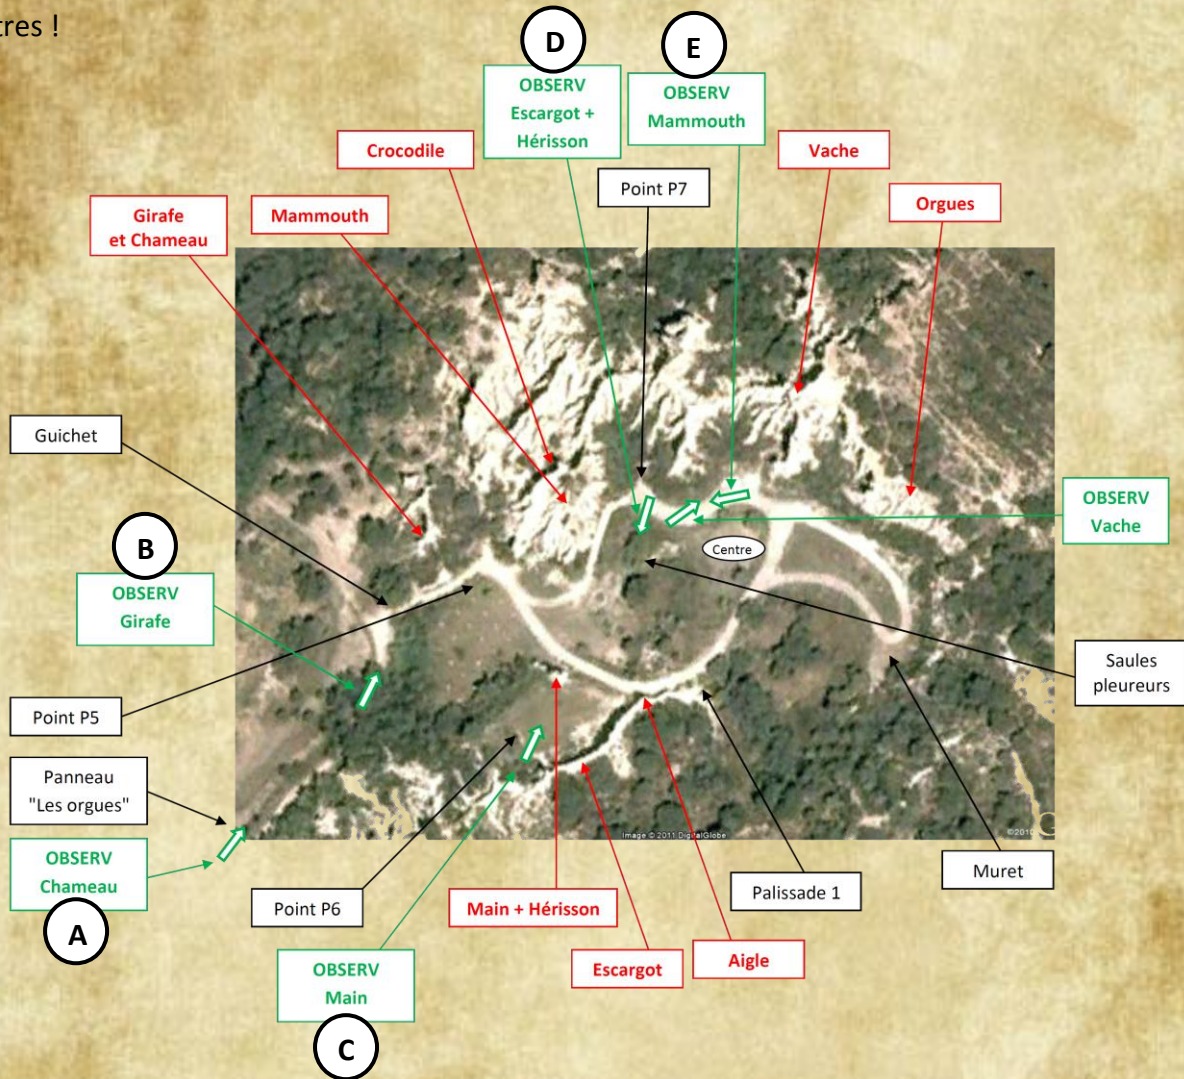 tres !
D
E
OBSERV
Escargot +
Hérisson
OBSERV
Mammouth
Crocodile
Vache
Point P7
Orgues
Girafe
et Chameau
Mammouth
Guichet
OBSERV
Vache
B
Centre
OBSERV
Girafe
Saules
pleureurs
Point P5
Panneau
"Les orgues"
Image © 2011 DigitalGlobe
©2010
G
OBSERV
Chameau
A
Muret
Palissade 1
Point P6
Main + Hérisson
Aigle
Escargot
OBSERV
Main
C